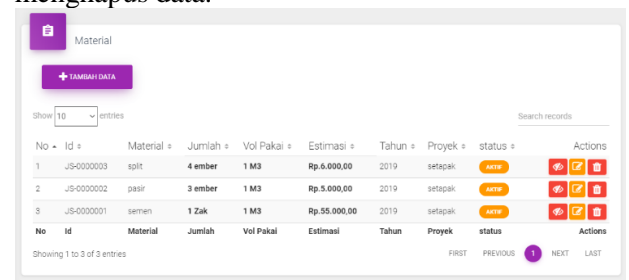 menghapus data.
Material
TAMBAH DATA
Show 10 entries
Search records
No Id Material Jumlah Vol Pakai Estimasi Tahun Proyek status Actions
1 JS-0000003 split 4 ember 1 M3 Rp.6.000,00 2019 setapak AKTIF
2 JS-0000002 pasir 3 ember 1 M3 Rp.5.000,00 2019 setapak AKTIF
3 JS-0000001 semen 1 Zak 1 M3 Rp.55.000,00 2019 setapak AKTIF
No Id Material Jumlah Vol Pakai Estimasi Tahun Proyek status Actions
Showing 1 to 3 of 3 entries
FIRST PREVIOUS 1 NEXT LAST